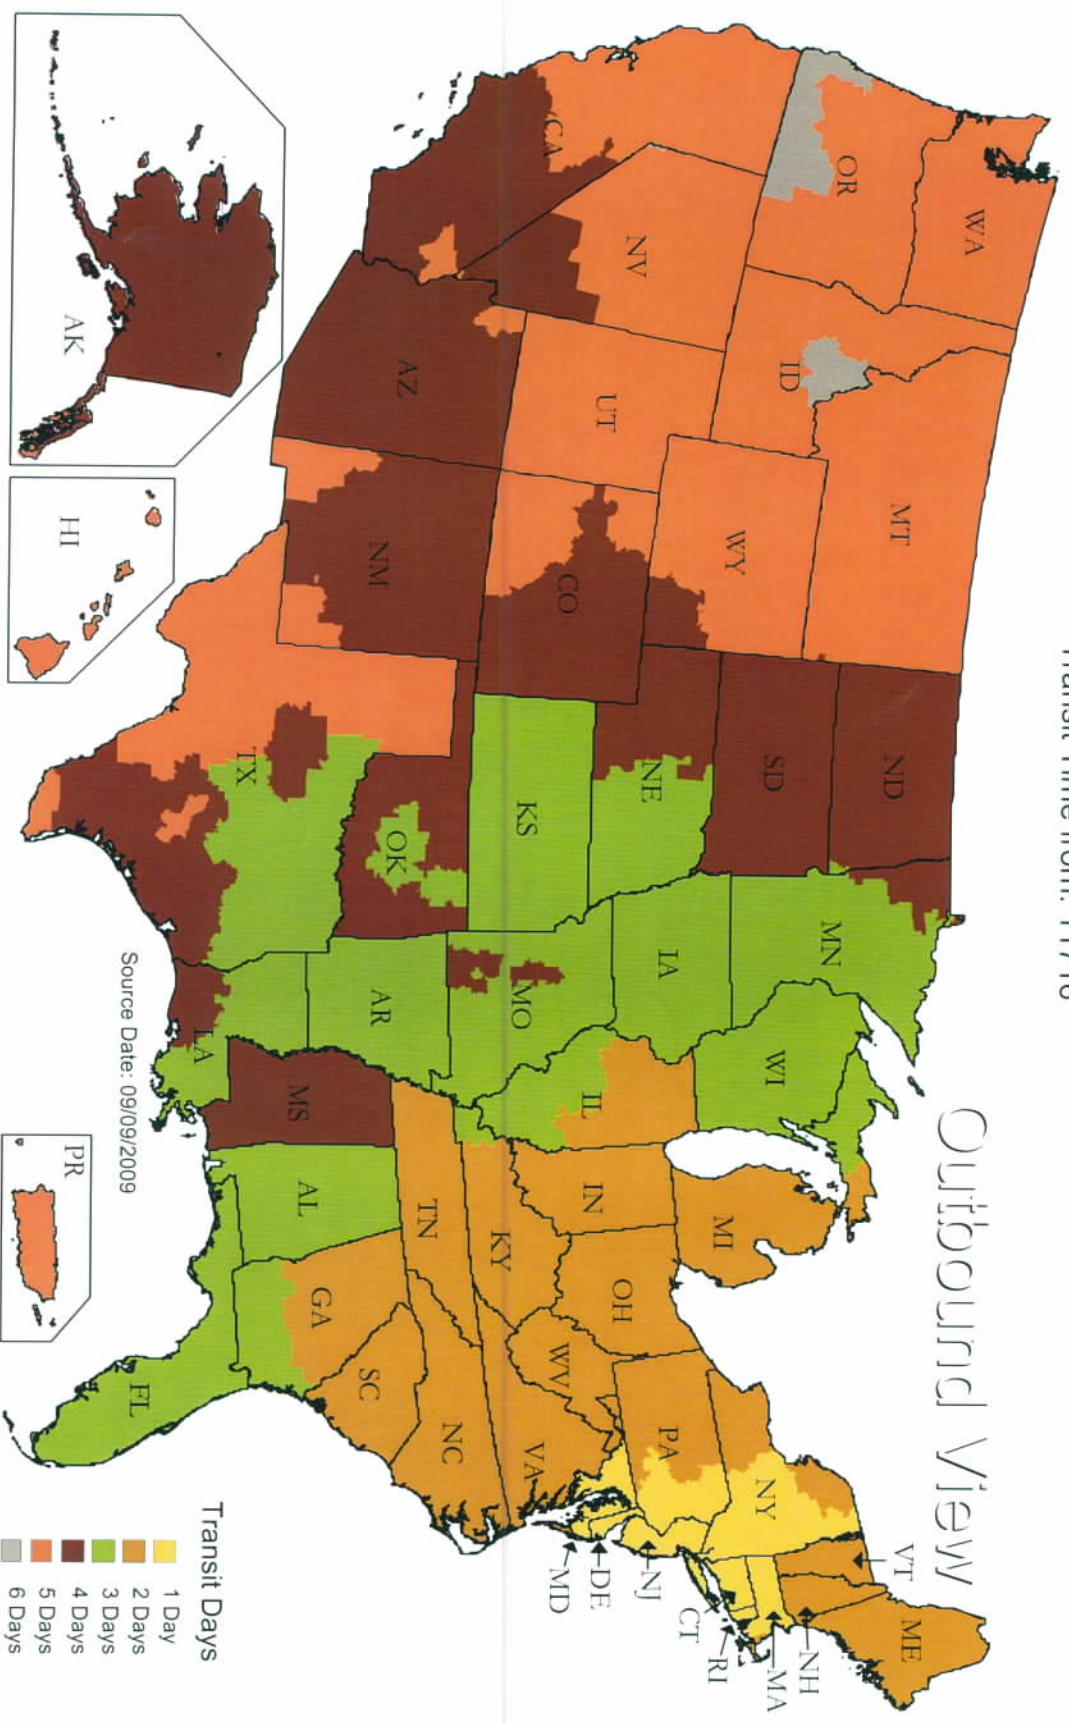 Outbound View
WA
OR
CA
NV
ID
MT
WY
UT
AZ
CO
NM
ND
SD
NE
KS
OK
TX
MN
IA
MO
AR
LA
WI
IL
MS
MI
IN
KY
TN
AL
OH
WV
VA
NC
SC
GA
FL
PA
NY
VT
ME
NH
MA
RI
CT
NJ
DE
MD
AK
HI
PR
Source Date: 09/09/2009
Transit Days
1 Day
2 Days
3 Days
4 Days
5 Days
6 Days